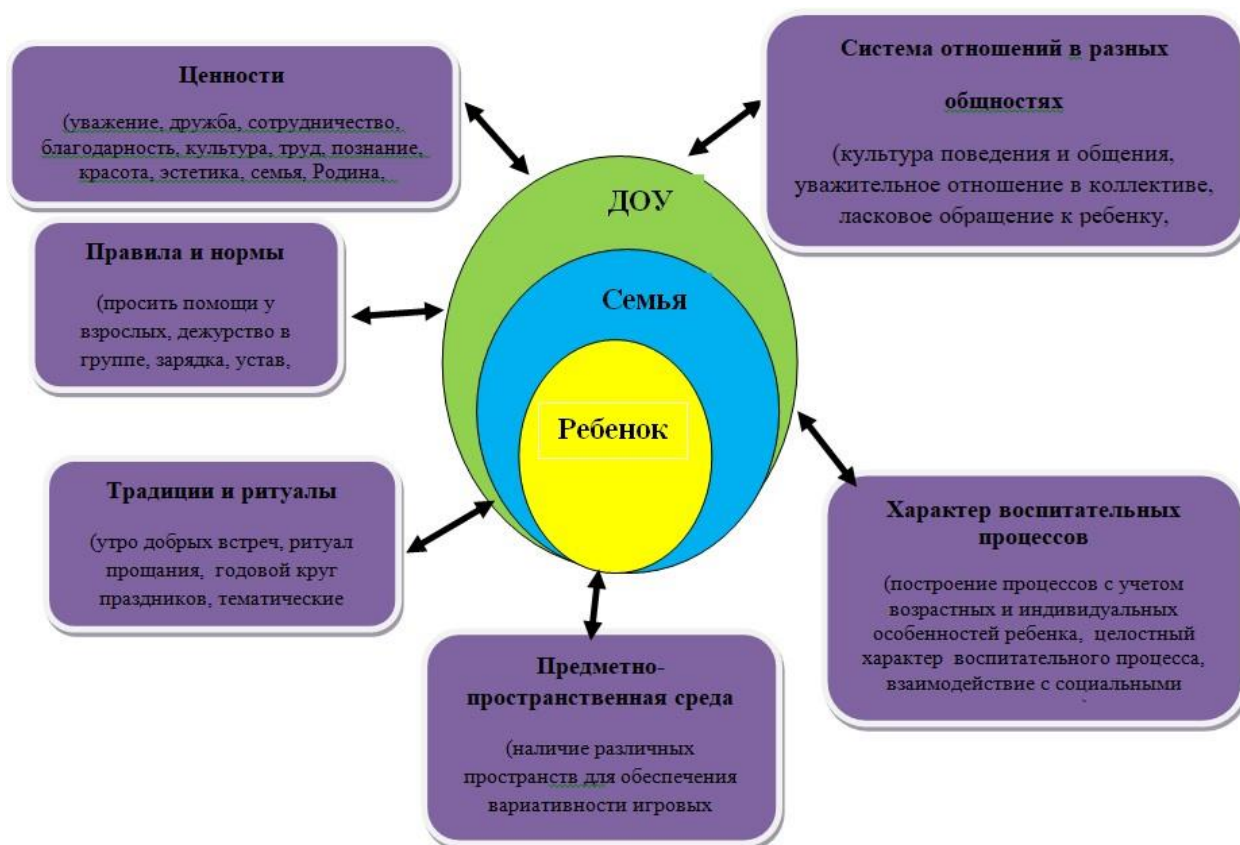 Ценности
(уважение, дружба, сотрудничество,
благодарность, культура, труд, познание,
красота, эстетика, семья, Родина,
Система отношений в разных
общностях
(культура поведения и общения,
уважительное отношение в коллективе,
ласковое обращение к ребенку,
Правила и нормы
(просить помощи у
взрослых, дежурство в
группе, зарядка, устав,
ДОУ
Семья
Ребенок
Традиции и ритуалы
(утро добрых встреч, ритуал
прощания, годовой круг
праздников, тематические
Характер воспитательных
процессов
(построение процессов с учетом
возрастных и индивидуальных
особенностей ребенка, целостный
характер воспитательного процесса,
взаимодействие с социальными
Предметно-
пространственная среда
(наличие различных
пространств для обеспечения
вариативности игровых